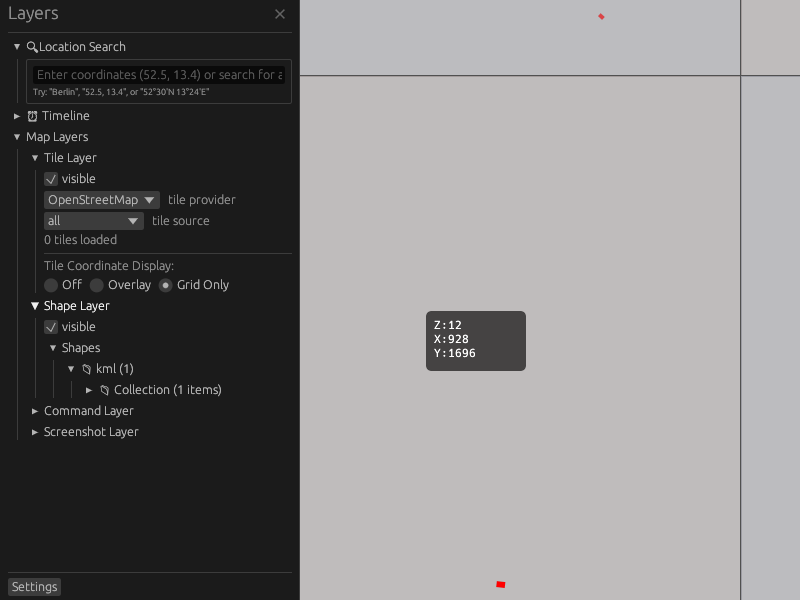 Layers
Location Search
Enter coordinates (52.5, 13.4) or search for a
Try: "Berlin", "52.5, 13.4", or "52°30'N 13°24'E"
Timeline
Map Layers
Tile Layer
visible
OpenStreetMap tile provider
all tile source
0 tiles loaded
Tile Coordinate Display:
Off Overlay Grid Only
Shape Layer
visible
Shapes
kml (1)
Collection (1 items)
Command Layer
Screenshot Layer
Settings
Z:12
X:928
Y:1696